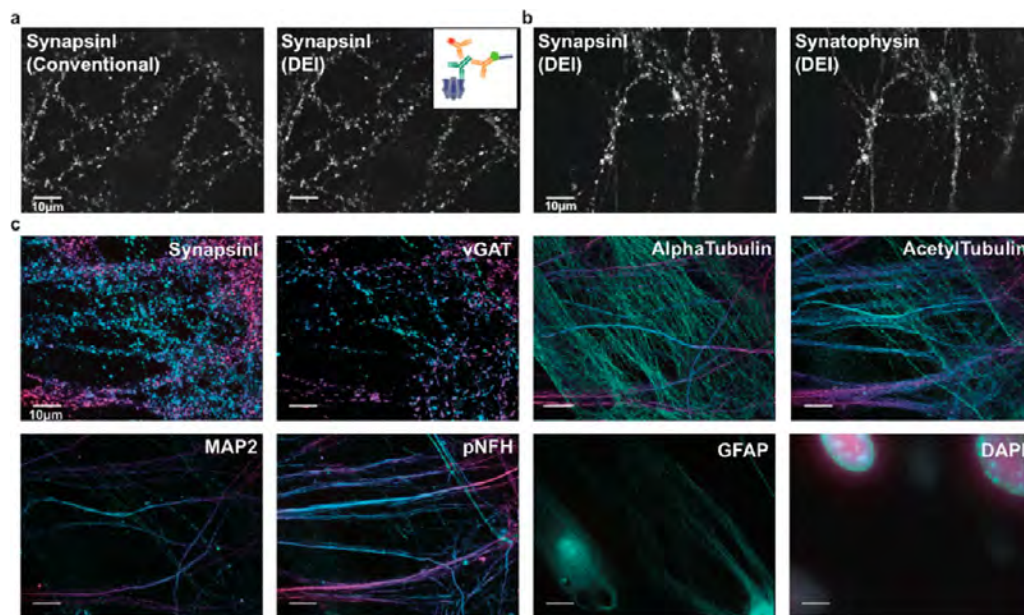 a
b
SynapsinI
(Conventional)
SynapsinI
(DEI)
SynapsinI
(DEI)
Synatophysin
(DEI)
10µm
10µm
c
SynapsinI
vGAT
AlphaTubulin
AcetylTubulin
10µm
MAP2
pNFH
GFAP
DAPI